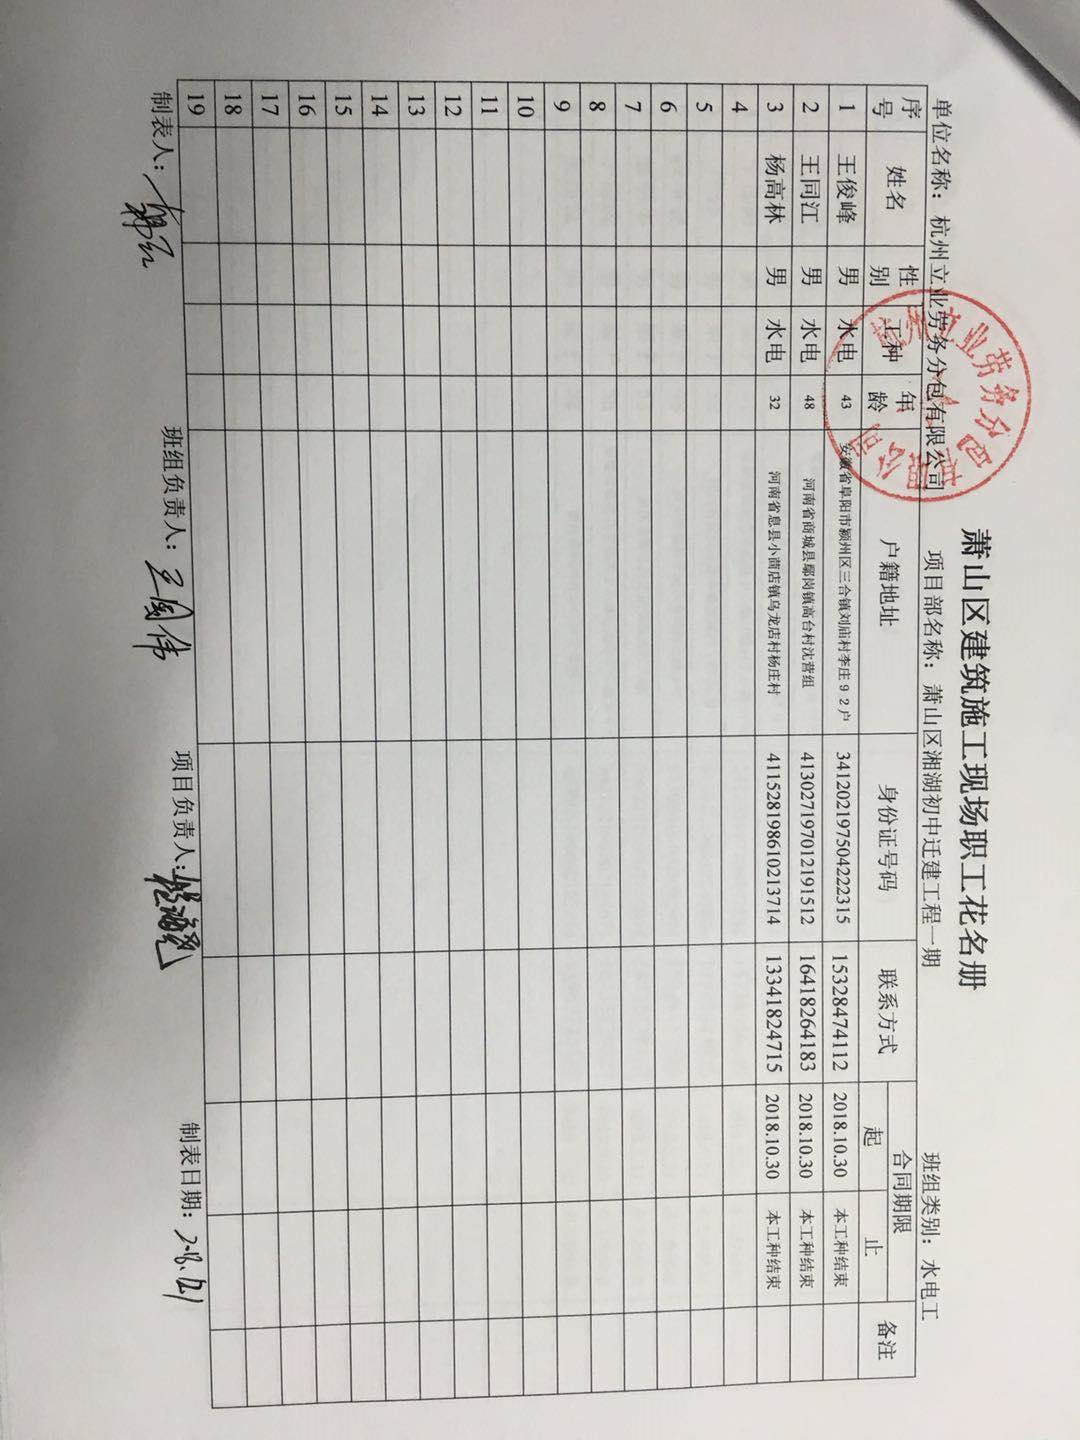 萧山区建筑施工现场职工花名册
单位名称：杭州立业劳务分包有限公司 项目部名称：萧山区湘湖初中迁建工程一期 班组类别：水电工
序号 姓名 性别 工种 年龄 户籍地址 身份证号码 联系方式 合同期限 起 止 备注
1 王俊峰 男 水电 43 安徽省阜阳市颍州区三合镇刘庙村李庄92户 341202197504222315 15328474112 2018.10.30 本工种结束
2 王同江 男 水电 48 河南省商城县鄢岗镇高台村沈营组 413027197012191512 16418264183 2018.10.30 本工种结束
3 杨高林 男 水电 32 河南省息县小茴店镇乌龙店村杨庄村 411528198610213714 13341824715 2018.10.30 本工种结束
4
5
6
7
8
9
10
11
12
13
14
15
16
17
18
19
制表人： 班组负责人：王国伟 项目负责人： 制表日期：